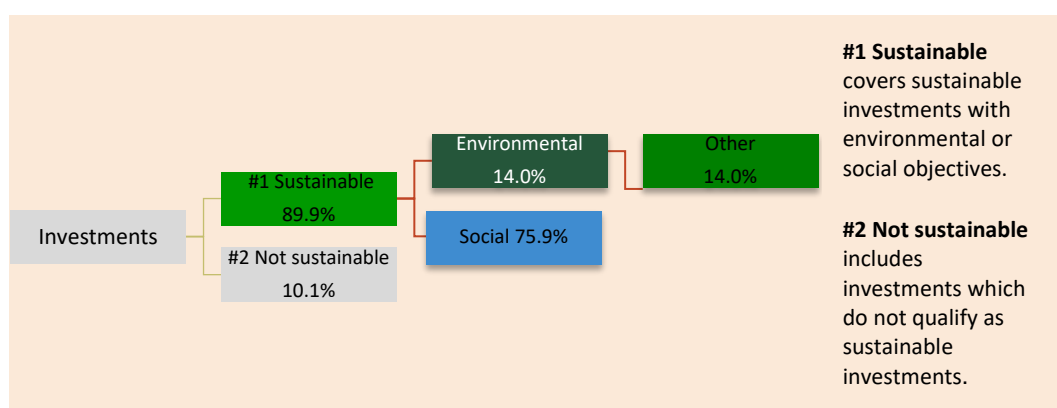 Investments
#1 Sustainable
89.9%
#2 Not sustainable
10.1%
Environmental
14.0%
Social 75.9%
Other
14.0%
#1 Sustainable
covers sustainable
investments with
environmental or
social objectives.
#2 Not sustainable
includes
investments which
do not qualify as
sustainable
investments.